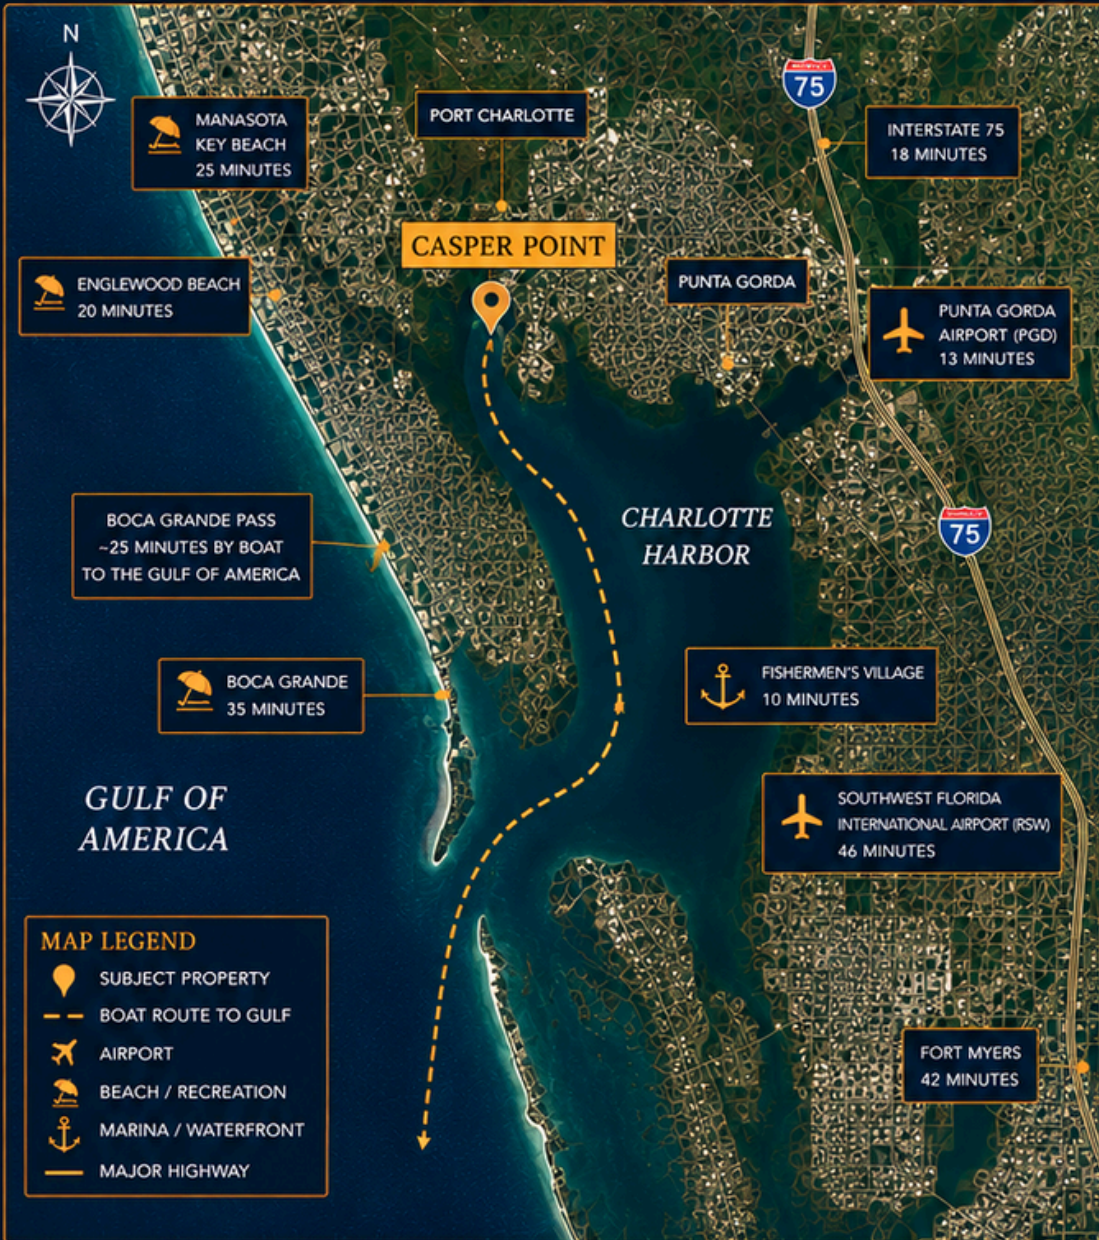 N
MANASOTA
KEY BEACH
25 MINUTES
PORT CHARLOTTE
75
INTERSTATE 75
18 MINUTES
CASPER POINT
ENGLEWOOD BEACH
20 MINUTES
PUNTA GORDA
PUNTA GORDA
AIRPORT (PGD)
13 MINUTES
BOCA GRANDE PASS
~25 MINUTES BY BOAT
TO THE GULF OF AMERICA
CHARLOTTE
HARBOR
75
BOCA GRANDE
35 MINUTES
FISHERMEN'S VILLAGE
10 MINUTES
GULF OF
AMERICA
SOUTHWEST FLORIDA
INTERNATIONAL AIRPORT (RSW)
46 MINUTES
MAP LEGEND
SUBJECT PROPERTY
BOAT ROUTE TO GULF
AIRPORT
BEACH / RECREATION
MARINA / WATERFRONT
MAJOR HIGHWAY
FORT MYERS
42 MINUTES